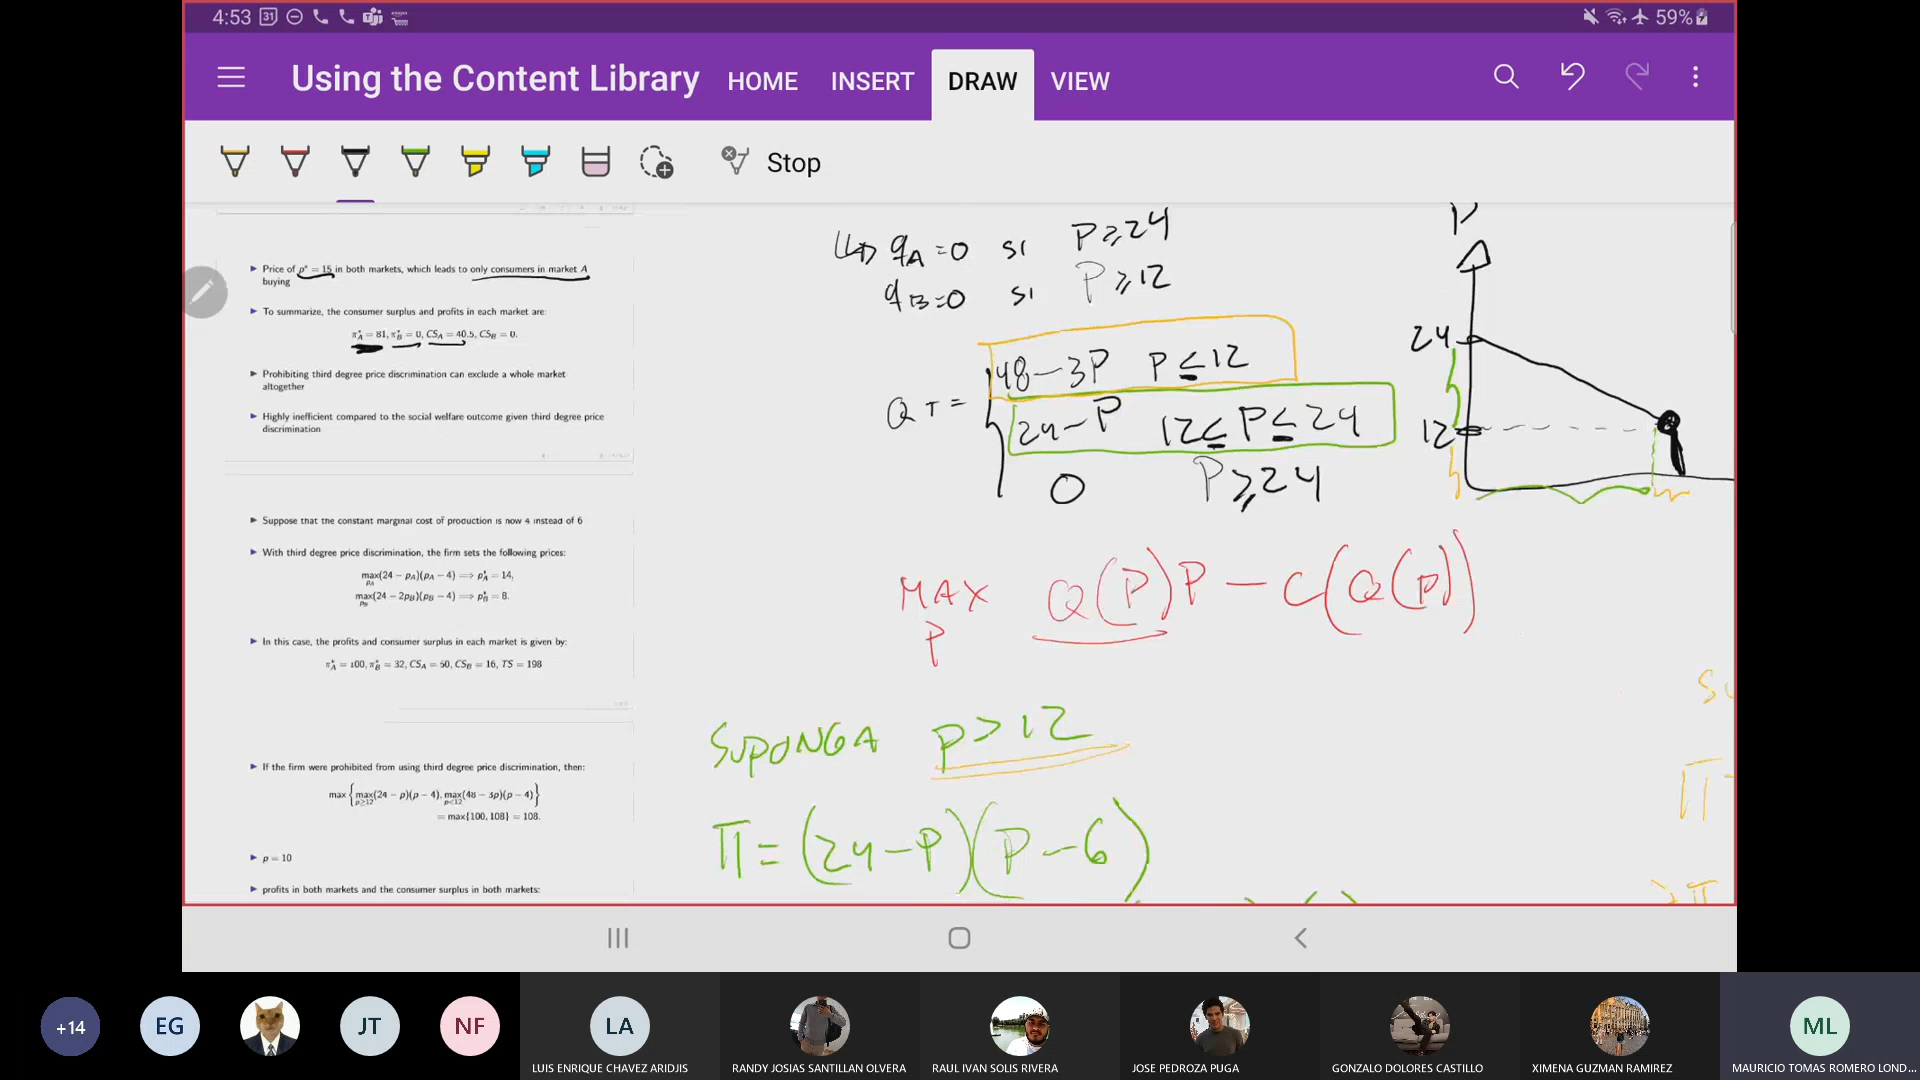 4:53 31 59%
Using the Content Library HOME INSERT DRAW VIEW
Stop
Price of p* = 15 in both markets, which leads to only consumers in market A
buying
To summarize, the consumer surplus and profits in each market are:
π*A = 81, π*B = 0, CSA = 40.5, CSB = 0.
Prohibiting third degree price discrimination can exclude a whole market
altogether
Highly inefficient compared to the social welfare outcome given third degree price
discrimination
Suppose that the constant marginal cost of production is now 4 instead of 6
With third degree price discrimination, the firm sets the following prices:
max pA (24 − pA)(pA − 4) ⟹ p*A = 14,
max pB (24 − 2pB)(pB − 4) ⟹ p*B = 8.
In this case, the profits and consumer surplus in each market is given by:
π*A = 100, π*B = 32, CSA = 50, CSB = 16, TS = 198
If the firm were prohibited from using third degree price discrimination, then:
max { max p≥12 (24 − p)(p − 4), max p<12 (48 − 3p)(p − 4) }
= max{100, 108} = 108.
p = 10
profits in both markets and the consumer surplus in both markets:
qA = 0 si P ≥ 24
qB = 0 si P ≥ 12
QT =
48 − 3P P ≤ 12
24 − P 12 ≤ P ≤ 24
0 P ≥ 24
P
24
12
MAX Q(P)P − C(Q(P))
P
SUPONGA P > 12
Π = (24 − P)(P − 6)
SU
Π
+14 EG JT NF LA ML
LUIS ENRIQUE CHAVEZ ARIDJIS
RANDY JOSIAS SANTILLAN OLVERA
RAUL IVAN SOLIS RIVERA
JOSE PEDROZA PUGA
GONZALO DOLORES CASTILLO
XIMENA GUZMAN RAMIREZ
MAURICIO TOMAS ROMERO LOND...